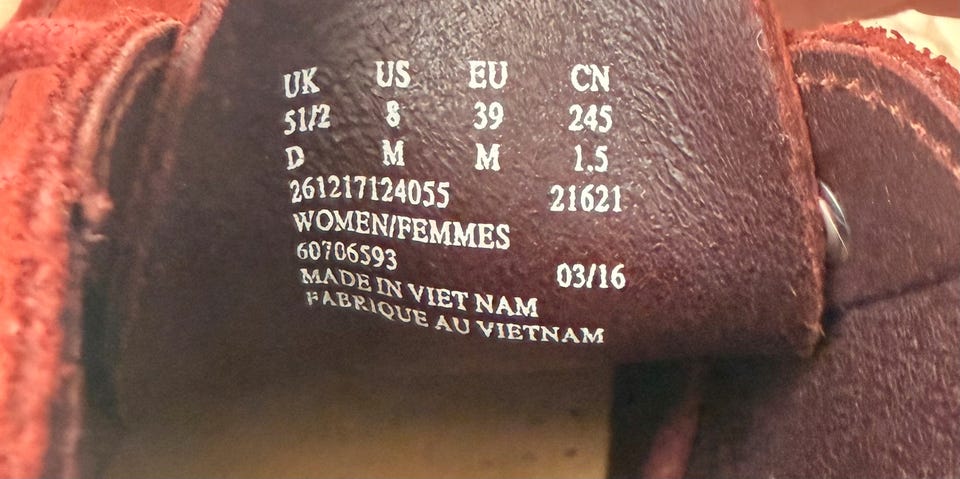 UK US EU CN
51/2 8 39 245
D M M 1.5
261217124055 21621
WOMEN/FEMMES
60706593 03/16
MADE IN VIET NAM
FABRIQUE AU VIETNAM